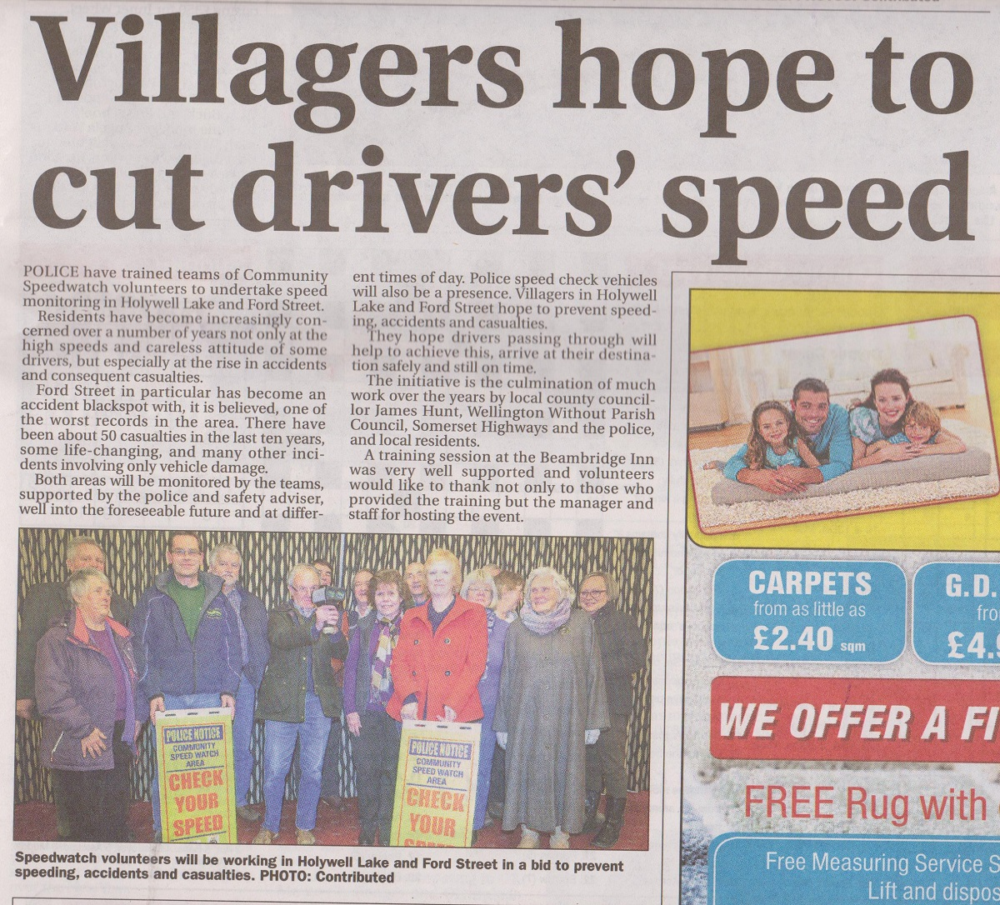 Villagers hope to
cut drivers' speed
POLICE have trained teams of Community
Speedwatch volunteers to undertake speed
monitoring in Holywell Lake and Ford Street.
Residents have become increasingly con-
cerned over a number of years not only at the
high speeds and careless attitude of some
drivers, but especially at the rise in accidents
and consequent casualties.
Ford Street in particular has become an
accident blackspot with, it is believed, one of
the worst records in the area. There have
been about 50 casualties in the last ten years,
some life-changing, and many other inci-
dents involving only vehicle damage.
Both areas will be monitored by the teams,
supported by the police and safety adviser,
well into the foreseeable future and at differ-
ent times of day. Police speed check vehicles
will also be a presence. Villagers in Holywell
Lake and Ford Street hope to prevent speed-
ing, accidents and casualties.
They hope drivers passing through will
help to achieve this, arrive at their destina-
tion safely and still on time.
The initiative is the culmination of much
work over the years by local county council-
lor James Hunt, Wellington Without Parish
Council, Somerset Highways and the police,
and local residents.
A training session at the Beambridge Inn
was very well supported and volunteers
would like to thank not only to those who
provided the training but the manager and
staff for hosting the event.
POLICE NOTICE
COMMUNITY
SPEED WATCH
AREA
CHECK
YOUR
SPEED
POLICE NOTICE
COMMUNITY
SPEED WATCH
AREA
CHECK
YOUR
SPEED
Speedwatch volunteers will be working in Holywell Lake and Ford Street in a bid to prevent
speeding, accidents and casualties. PHOTO: Contributed
CARPETS
from as little as
£2.40 sqm
G.D.
fro
£4.9
WE OFFER A FI
FREE Rug with
Free Measuring Service S
Lift and dispos